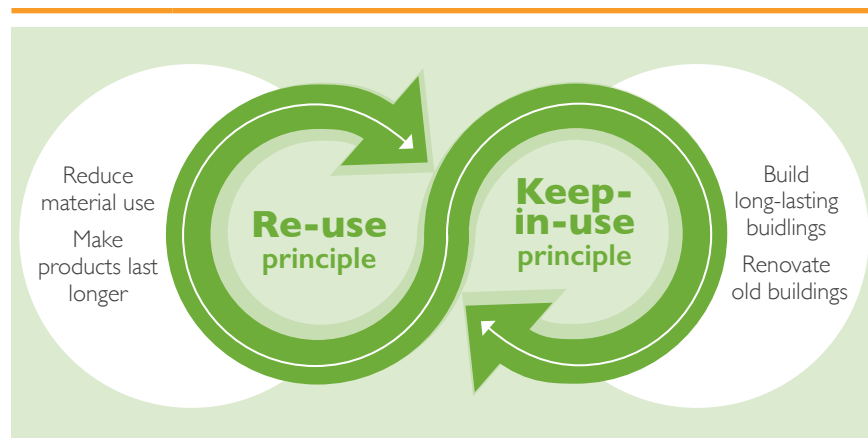 Reduce
material use
Make
products last
longer
Re-use
principle
Keep-
in-use
principle
Build
long-lasting
buidlings
Renovate
old buildings